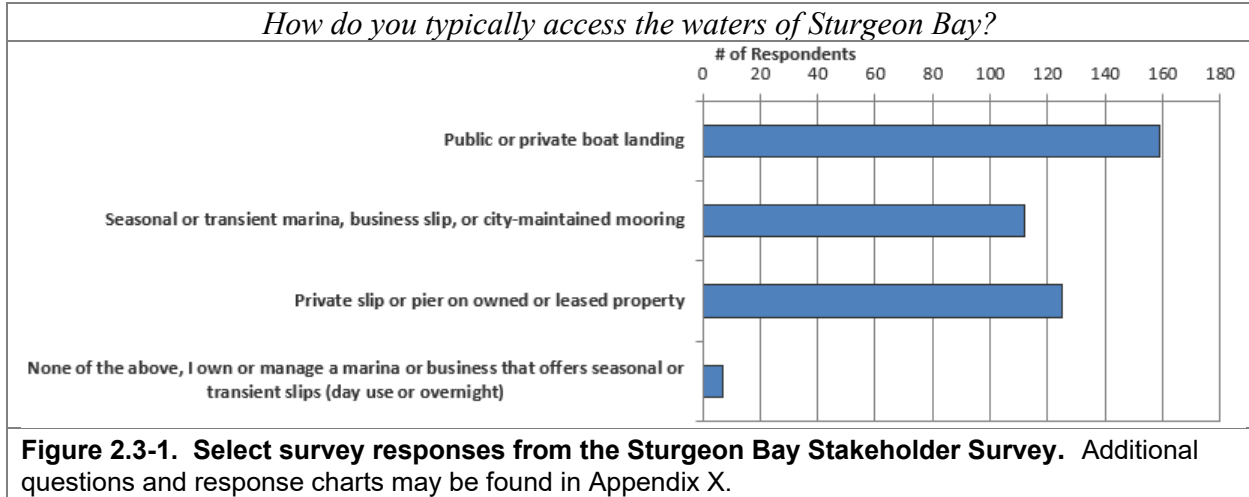 How do you typically access the waters of Sturgeon Bay?
# of Respondents
0 20 40 60 80 100 120 140 160 180
Public or private boat landing
Seasonal or transient marina, business slip, or city-maintained mooring
Private slip or pier on owned or leased property
None of the above, I own or manage a marina or business that offers seasonal or
transient slips (day use or overnight)
Figure 2.3-1. Select survey responses from the Sturgeon Bay Stakeholder Survey. Additional
questions and response charts may be found in Appendix X.